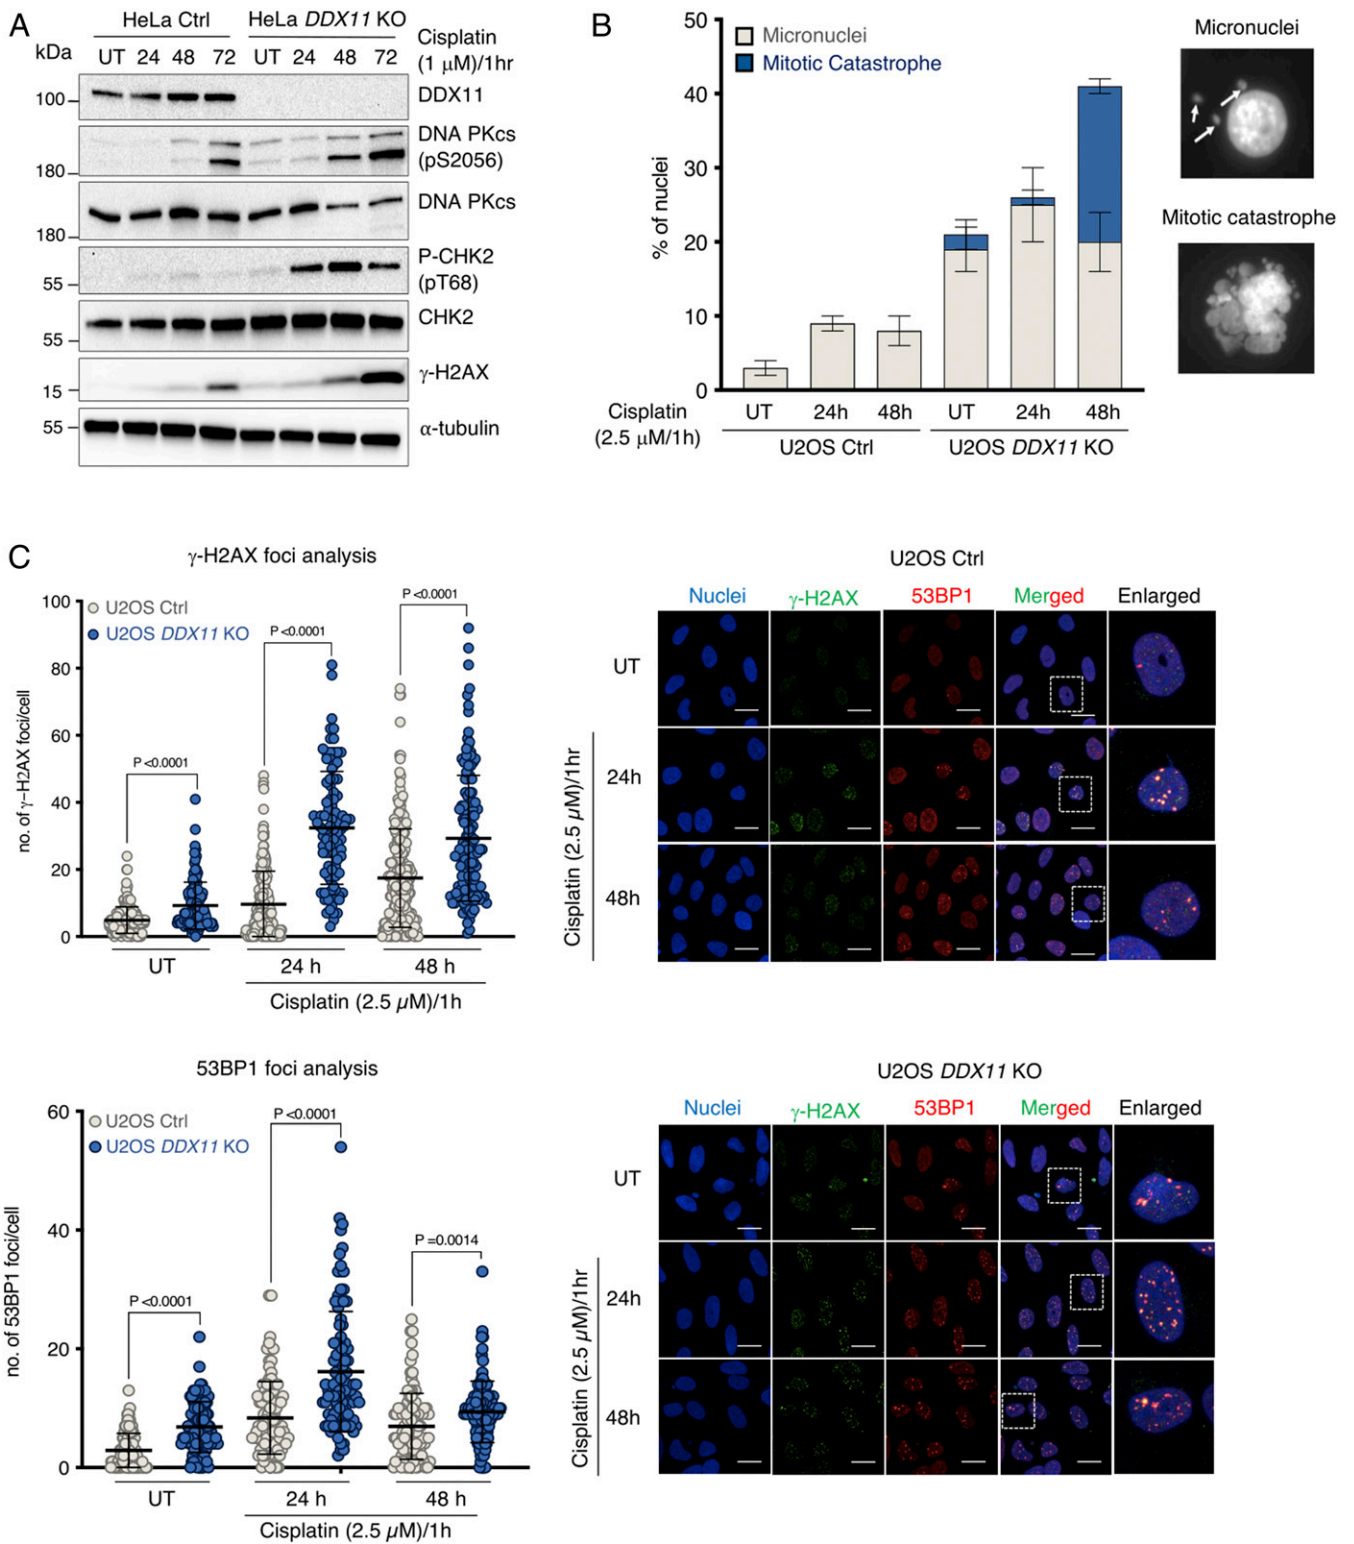 A
HeLa Ctrl HeLa DDX11 KO
kDa UT 24 48 72 UT 24 48 72 Cisplatin
(1 μM)/1hr
100 DDX11
DNA PKcs
(pS2056)
180
DNA PKcs
180
P-CHK2
(pT68)
55
CHK2
55
γ-H2AX
15
55 α-tubulin
B
50
40
30
20
10
0
% of nuclei
Micronuclei
Mitotic Catastrophe
Cisplatin
(2.5 μM/1h)
UT 24h 48h UT 24h 48h
U2OS Ctrl U2OS DDX11 KO
Micronuclei
Mitotic catastrophe
C
γ-H2AX foci analysis
100
80
60
40
20
0
no. of γ-H2AX foci/cell
U2OS Ctrl
U2OS DDX11 KO
P <0.0001
P <0.0001
P <0.0001
UT 24 h 48 h
Cisplatin (2.5 μM)/1h
U2OS Ctrl
Nuclei γ-H2AX 53BP1 Merged Enlarged
UT
24h
48h
Cisplatin (2.5 μM)/1hr
53BP1 foci analysis
60
40
20
0
no. of 53BP1 foci/cell
U2OS Ctrl
U2OS DDX11 KO
P <0.0001
P <0.0001
P =0.0014
UT 24 h 48 h
Cisplatin (2.5 μM)/1h
U2OS DDX11 KO
Nuclei γ-H2AX 53BP1 Merged Enlarged
UT
24h
48h
Cisplatin (2.5 μM)/1hr